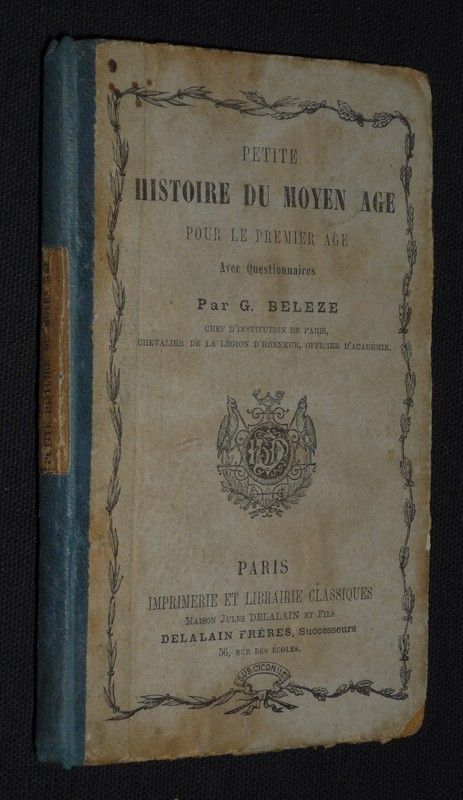 PETITE
HISTOIRE DU MOYEN AGE
POUR LE PREMIER AGE
Avec Questionnaires
Par G. BELEZE
CHEF D'INSTITUTION DE PARIS,
CHEVALIER DE LA LÉGION D'HONNEUR, OFFICIER D'ACADÉMIE.
PARIS
IMPRIMERIE ET LIBRAIRIE CLASSIQUES
MAISON JULES DELALAIN ET FILS
DELALAIN FRÈRES, Successeurs
56, RUE DES ÉCOLES.
SUB CICONIIS